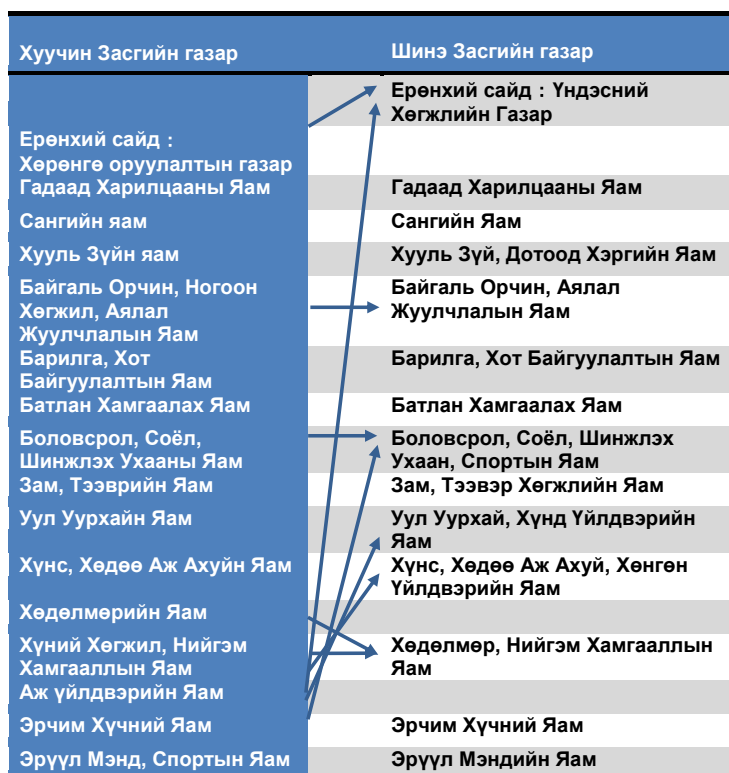 Хуучин Засгийн газар
Шинэ Засгийн газар
Ерөнхий сайд : Үндэсний
Хөгжлийн Газар
Ерөнхий сайд :
Хөрөнгө оруулалтын газар
Гадаад Харилцааны Яам
Гадаад Харилцааны Яам
Сангийн яам
Сангийн Яам
Хууль Зүйн яам
Хууль Зүй, Дотоод Хэргийн Яам
Байгаль Орчин, Ногоон
Хөгжил, Аялал
Жуулчлалын Яам
Байгаль Орчин, Аялал
Жуулчлалын Яам
Барилга, Хот
Байгуулалтын Яам
Барилга, Хот Байгуулалтын Яам
Батлан Хамгаалах Яам
Батлан Хамгаалах Яам
Боловсрол, Соёл,
Шинжлэх Ухааны Яам
Боловсрол, Соёл, Шинжлэх
Ухаан, Спортын Яам
Зам, Тээврийн Яам
Зам, Тээвэр Хөгжлийн Яам
Уул Уурхайн Яам
Уул Уурхай, Хүнд Үйлдвэрийн
Яам
Хүнс, Хөдөө Аж Ахуйн Яам
Хүнс, Хөдөө Аж Ахуй, Хөнгөн
Үйлдвэрийн Яам
Хөдөлмөрийн Яам
Хүний Хөгжил, Нийгэм
Хамгааллын Яам
Хөдөлмөр, Нийгэм Хамгааллын
Яам
Аж үйлдвэрийн Яам
Эрчим Хүчний Яам
Эрчим Хүчний Яам
Эрүүл Мэнд, Спортын Яам
Эрүүл Мэндийн Яам